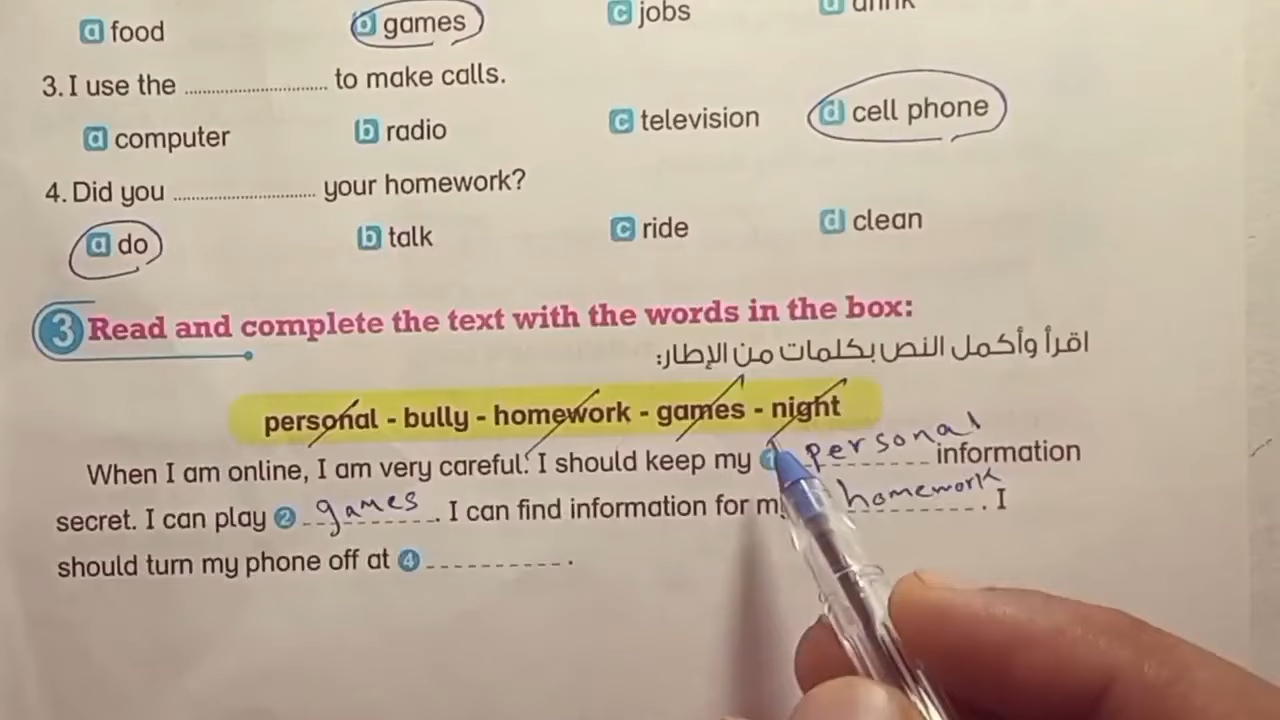 a food b games c jobs d drink
3. I use the ........................ to make calls.
a computer b radio c television d cell phone
4. Did you ........................ your homework?
a do b talk c ride d clean
3 Read and complete the text with the words in the box:
اقرأ وأكمل النص بكلمات من الإطار:
personal - bully - homework - games - night
When I am online, I am very careful. I should keep my 1 personal information
secret. I can play 2 games. I can find information for homework. I
should turn my phone off at 4 ----------- .